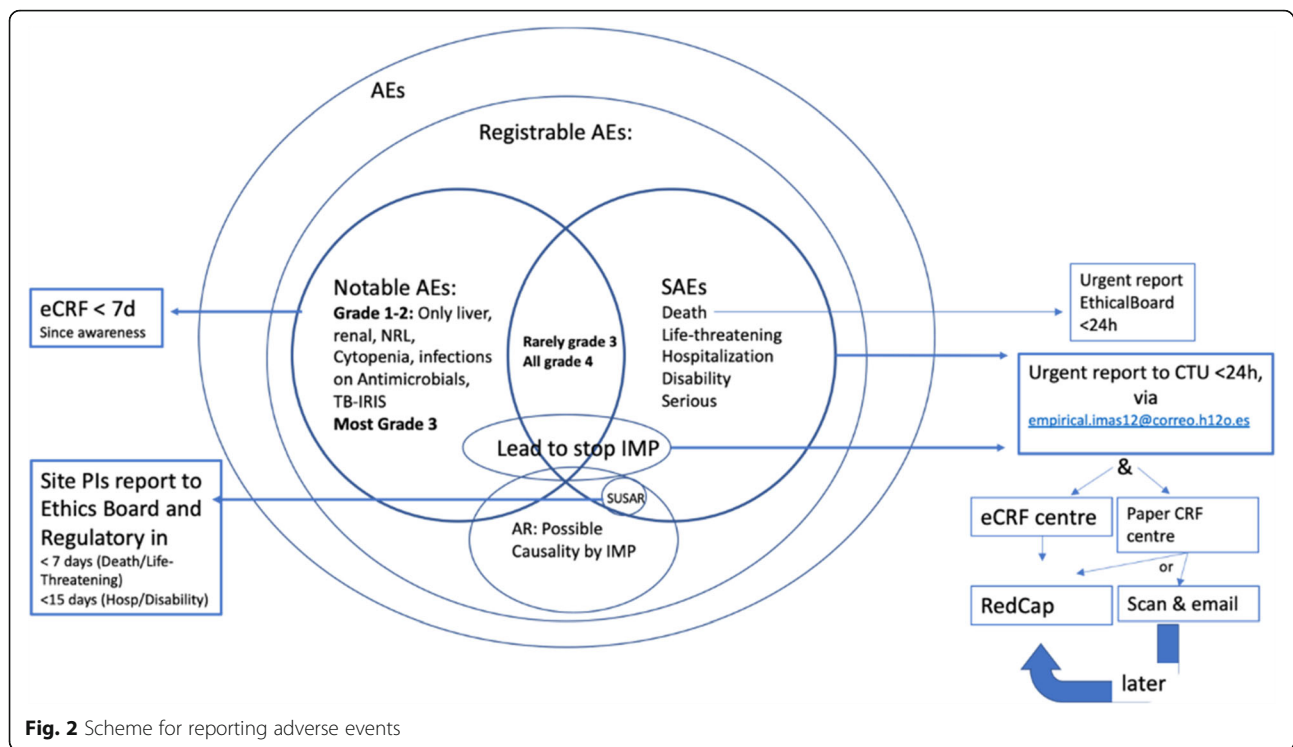 AEs
Registrable AEs:
Notable AEs:
Grade 1-2: Only liver,
renal, NRL,
Cytopenia, infections
on Antimicrobials,
TB-IRIS
Most Grade 3
Rarely grade 3
All grade 4
SAEs
Death
Life-threatening
Hospitalization
Disability
Serious
Lead to stop IMP
SUSAR
AR: Possible
Causality by IMP
eCRF < 7d
Since awareness
Site PIs report to
Ethics Board and
Regulatory in
< 7 days (Death/Life-
Threatening)
<15 days (Hosp/Disability)
Urgent report
EthicalBoard
<24h
Urgent report to CTU <24h,
via
empirical.imas12@correo.h12o.es
&
eCRF centre
Paper CRF
centre
or
RedCap
Scan & email
later
Fig. 2 Scheme for reporting adverse events